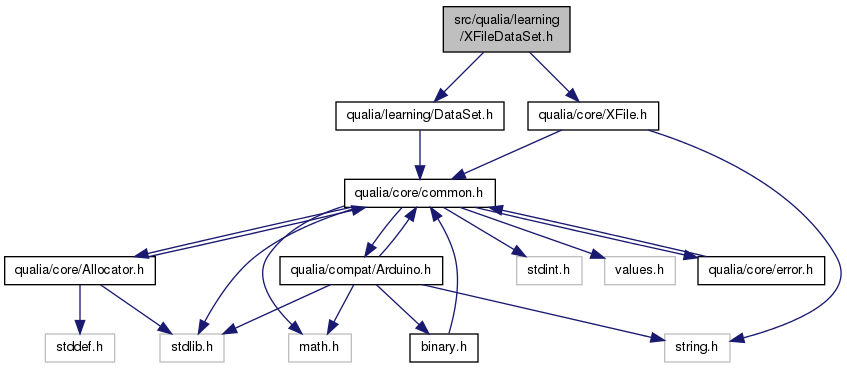 src/qualia/learning
/XFileDataSet.h
qualia/learning/DataSet.h
qualia/core/XFile.h
qualia/core/common.h
qualia/core/Allocator.h
qualia/compat/Arduino.h
stdint.h
values.h
qualia/core/error.h
stddef.h
stdlib.h
math.h
binary.h
string.h